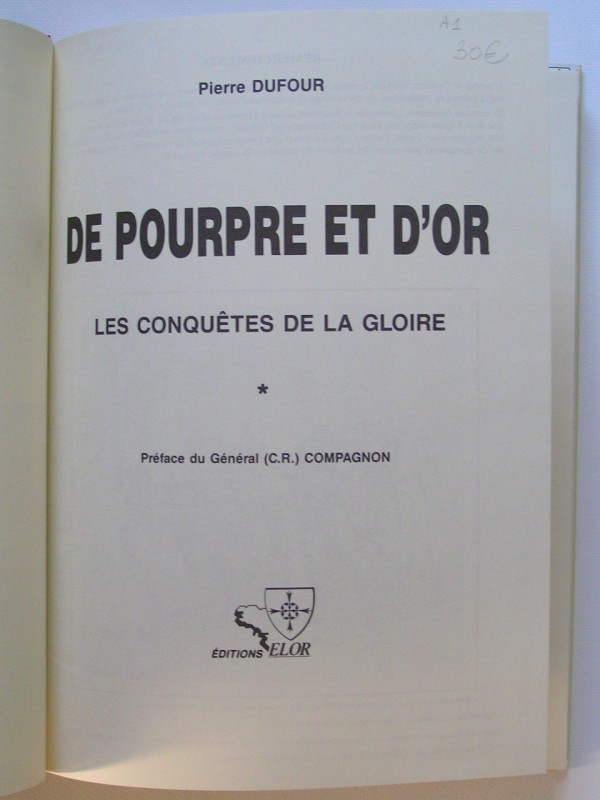 A1
30€
Pierre DUFOUR
DE POURPRE ET D'OR
LES CONQUÊTES DE LA GLOIRE
*
Préface du Général (C.R.) COMPAGNON
ÉDITIONS ELOR